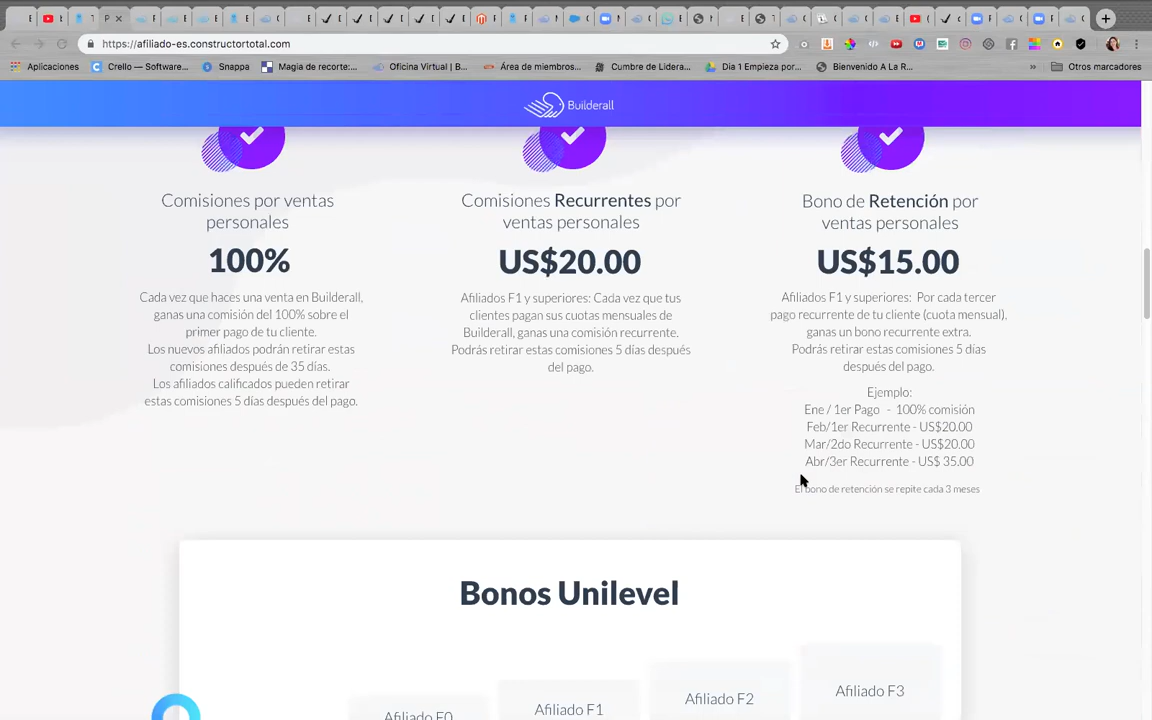 https://afiliado-es.constructortotal.com
Aplicaciones
Crello — Software...
Snappa
Magia de recorte:...
Oficina Virtual | B...
Área de miembros...
Cumbre de Lidera...
Dia 1 Empieza por...
Bienvenido A La R...
»
Otros marcadores
Builderall
Comisiones por ventas
personales
100%
Cada vez que haces una venta en Builderall,
ganas una comisión del 100% sobre el
primer pago de tu cliente.
Los nuevos afiliados podrán retirar estas
comisiones después de 35 días.
Los afiliados calificados pueden retirar
estas comisiones 5 días después del pago.
Comisiones Recurrentes por
ventas personales
US$20.00
Afiliados F1 y superiores: Cada vez que tus
clientes pagan sus cuotas mensuales de
Builderall, ganas una comisión recurrente.
Podrás retirar estas comisiones 5 días después
del pago.
Bono de Retención por
ventas personales
US$15.00
Afiliados F1 y superiores: Por cada tercer
pago recurrente de tu cliente (cuota mensual),
ganas un bono recurrente extra.
Podrás retirar estas comisiones 5 días
después del pago.
Ejemplo:
Ene / 1er Pago - 100% comisión
Feb/1er Recurrente - US$20.00
Mar/2do Recurrente - US$20.00
Abr/3er Recurrente - US$ 35.00
El bono de retención se repite cada 3 meses
Bonos Unilevel
Afiliado F0
Afiliado F1
Afiliado F2
Afiliado F3